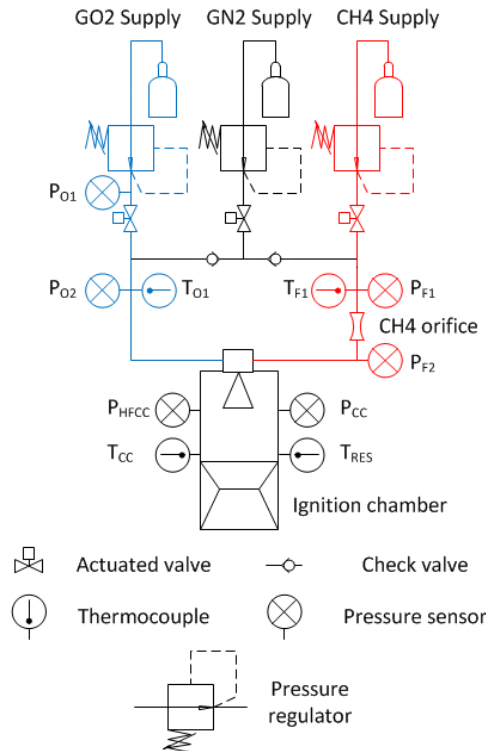 GO2 Supply GN2 Supply CH4 Supply
PO1
PO2 TO1 TF1 PF1
CH4 orifice
PF2
PHFCC PCC
TCC TRES
Ignition chamber
Actuated valve Check valve
Thermocouple Pressure sensor
Pressure
regulator